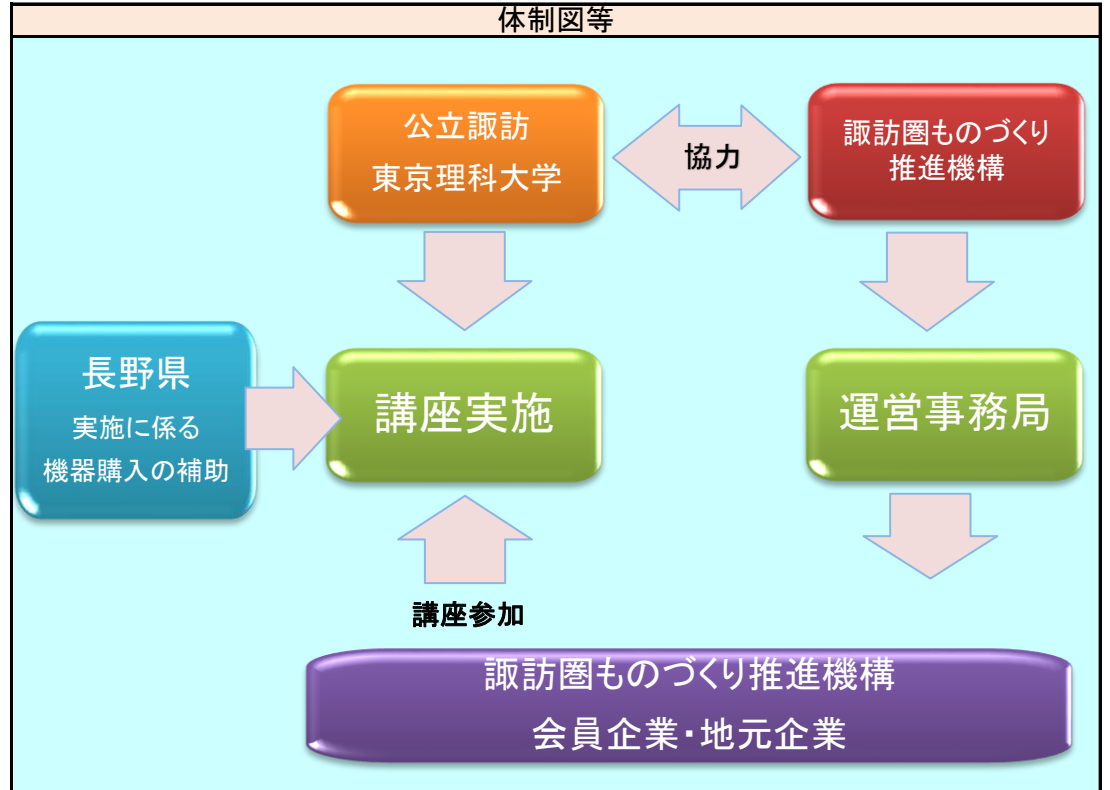 体制図等
公立諏訪
東京理科大学
協力
諏訪圏ものづくり
推進機構
長野県
実施に係る
機器購入の補助
講座実施
運営事務局
講座参加
諏訪圏ものづくり推進機構
会員企業・地元企業